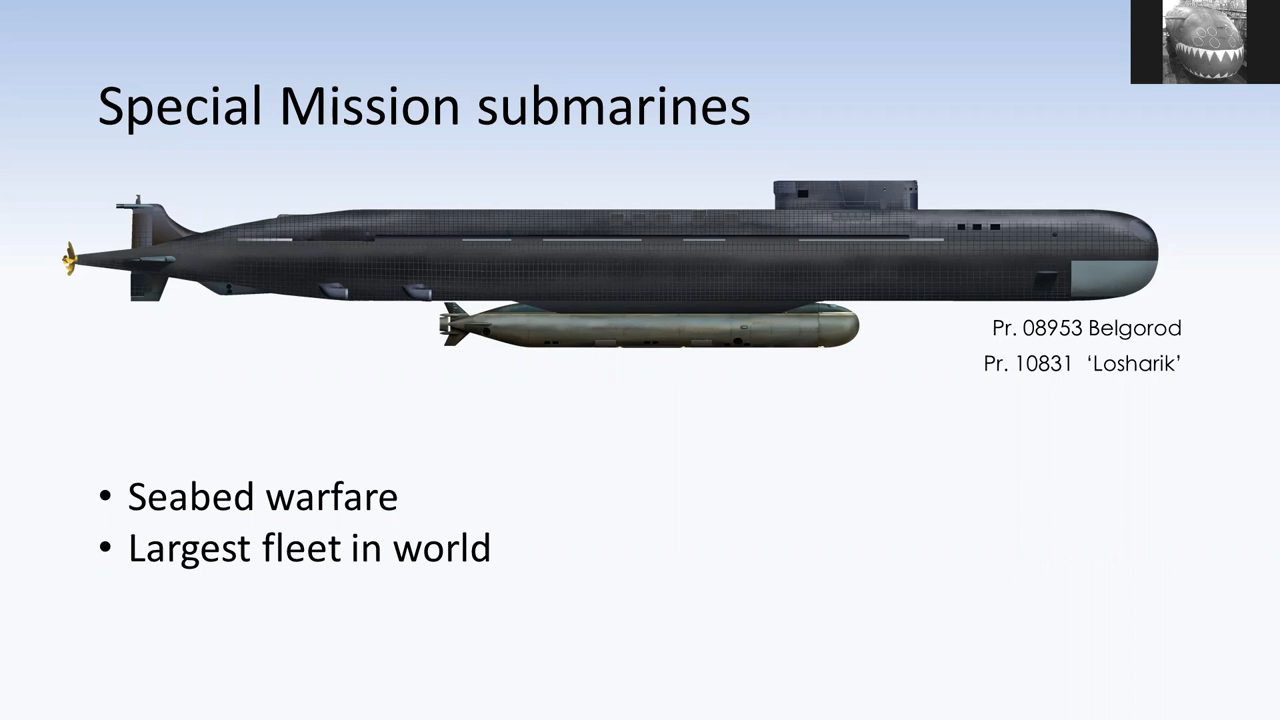 Special Mission submarines
Pr. 08953 Belgorod
Pr. 10831 ‘Losharik’
• Seabed warfare
• Largest fleet in world